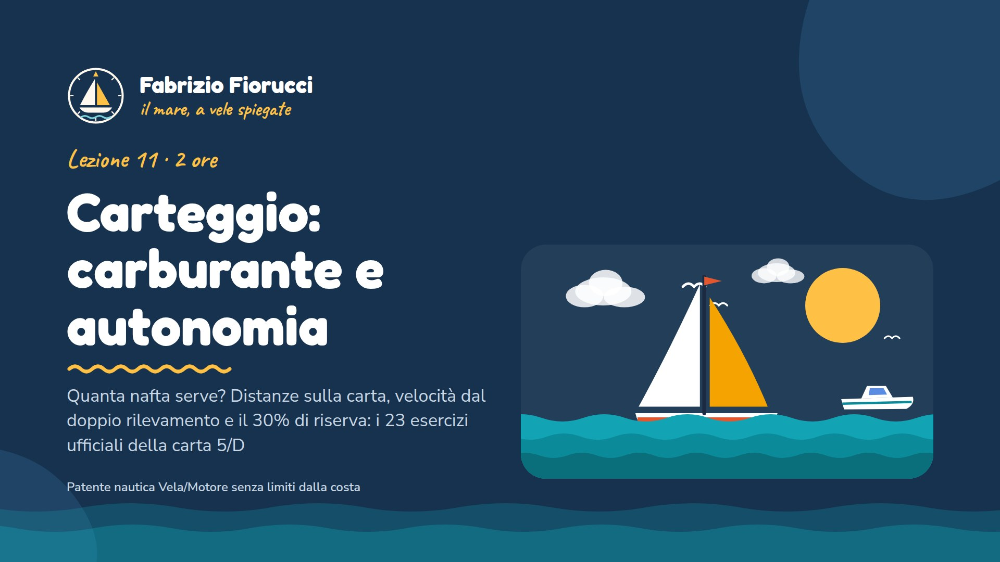 Fabrizio Fiorucci
il mare, a vele spiegate
Lezione 11 · 2 ore
Carteggio:
carburante e
autonomia
Quanta nafta serve? Distanze sulla carta, velocità dal
doppio rilevamento e il 30% di riserva: i 23 esercizi
ufficiali della carta 5/D
Patente nautica Vela/Motore senza limiti dalla costa